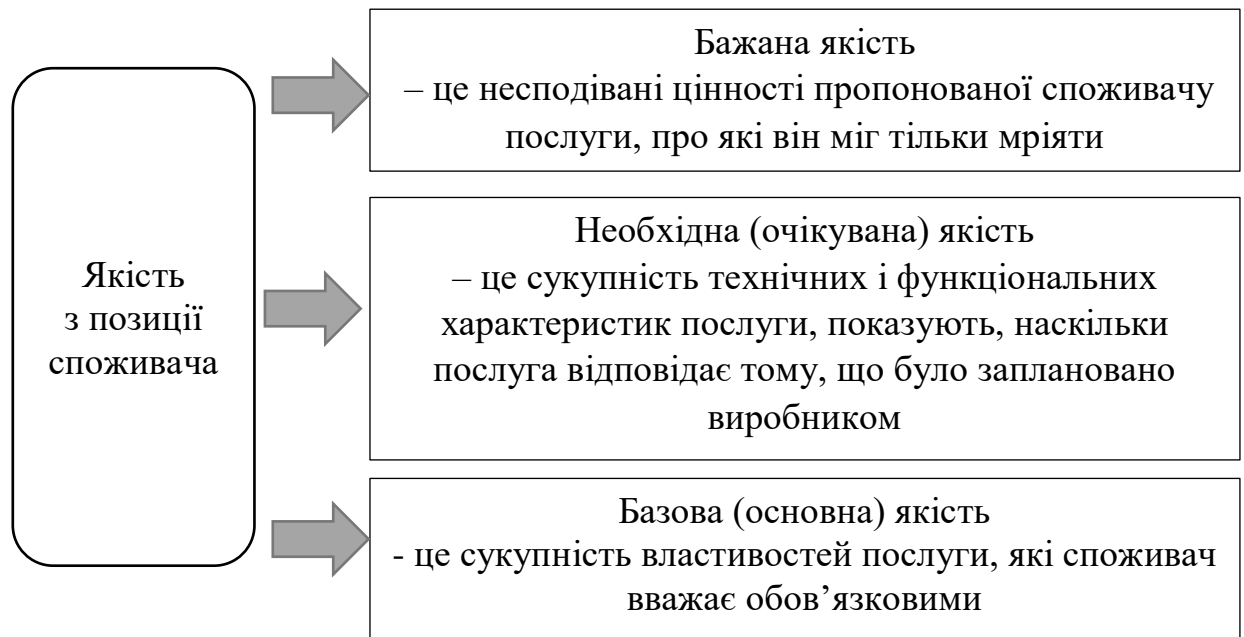 Якість
з позиції
споживача
Бажана якість
– це несподівані цінності пропонованої споживачу
послуги, про які він міг тільки мріяти
Необхідна (очікувана) якість
– це сукупність технічних і функціональних
характеристик послуги, показують, наскільки
послуга відповідає тому, що було заплановано
виробником
Базова (основна) якість
- це сукупність властивостей послуги, які споживач
вважає обов’язковими